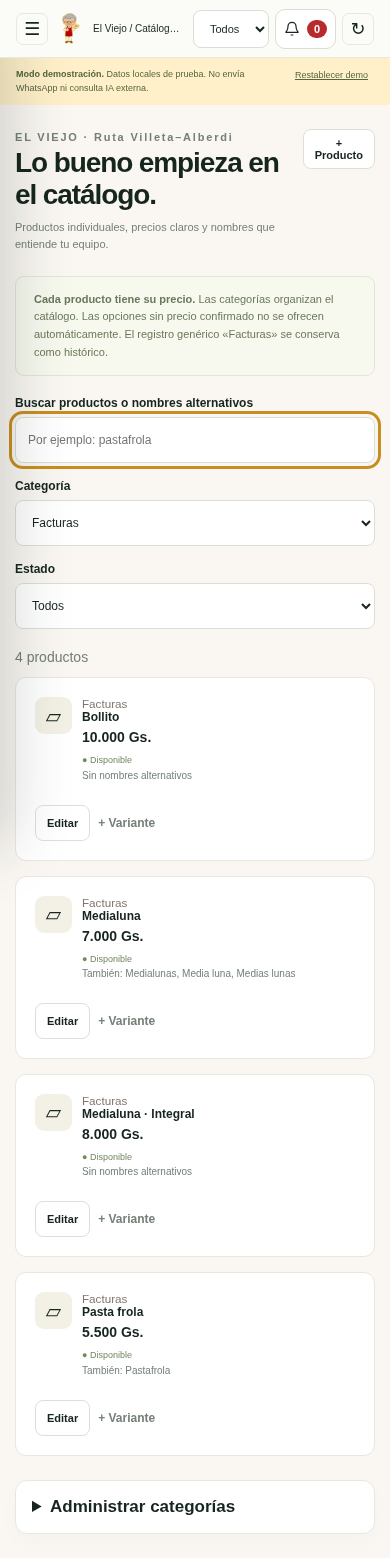 ☰ El Viejo / Catálog… Todos 0 ↻
Modo demostración. Datos locales de prueba. No envía
WhatsApp ni consulta IA externa.
Restablecer demo
EL VIEJO · Ruta Villeta–Alberdi
Lo bueno empieza en
el catálogo.
+
Producto
Productos individuales, precios claros y nombres que
entiende tu equipo.
Cada producto tiene su precio. Las categorías organizan el
catálogo. Las opciones sin precio confirmado no se ofrecen
automáticamente. El registro genérico «Facturas» se conserva
como histórico.
Buscar productos o nombres alternativos
Por ejemplo: pastafrola
Categoría
Facturas
Estado
Todos
4 productos
Facturas
Bollito
10.000 Gs.
● Disponible
Sin nombres alternativos
Editar + Variante
Facturas
Medialuna
7.000 Gs.
● Disponible
También: Medialunas, Media luna, Medias lunas
Editar + Variante
Facturas
Medialuna · Integral
8.000 Gs.
● Disponible
Sin nombres alternativos
Editar + Variante
Facturas
Pasta frola
5.500 Gs.
● Disponible
También: Pastafrola
Editar + Variante
▶ Administrar categorías